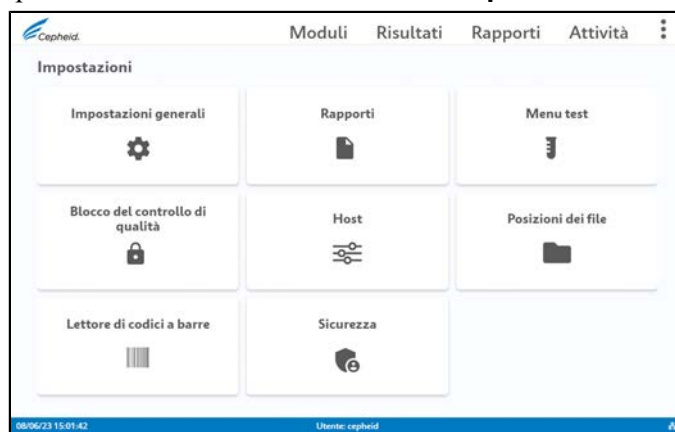 Cepheid. Moduli Risultati Rapporti Attività
Impostazioni
Impostazioni generali Rapporti Menu test
Blocco del controllo di qualità Host Posizioni dei file
Lettore di codici a barre Sicurezza
08/06/23 15:01:42 Utente: cepheid